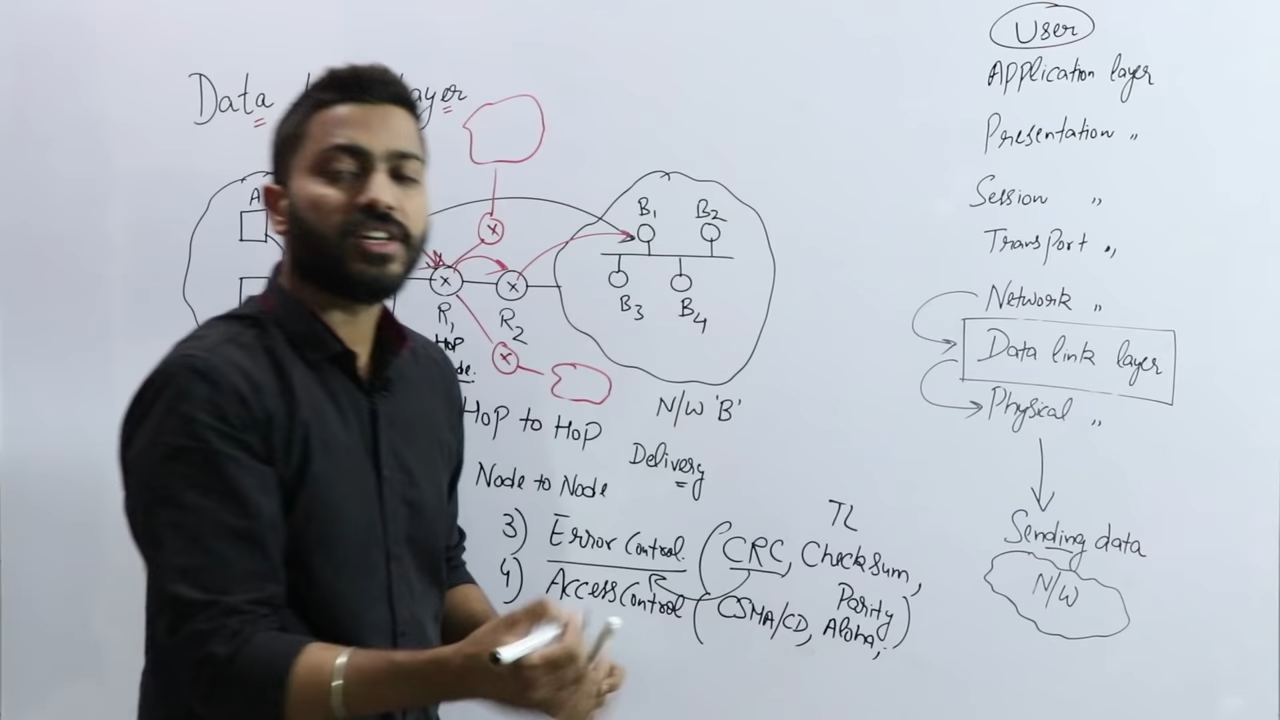 Data layer
A
B1 B2
B3 B4
R1 R2
Hop
N/W 'B'
Hop to Hop
Node to Node
Delivery
TL
3) Error Control (CRC, Checksum,
Parity)
4) Access Control (CSMA/CD, Aloha,
User
Application layer
Presentation "
Session "
Transport "
Network "
Data link layer
Physical "
Sending data
N/W